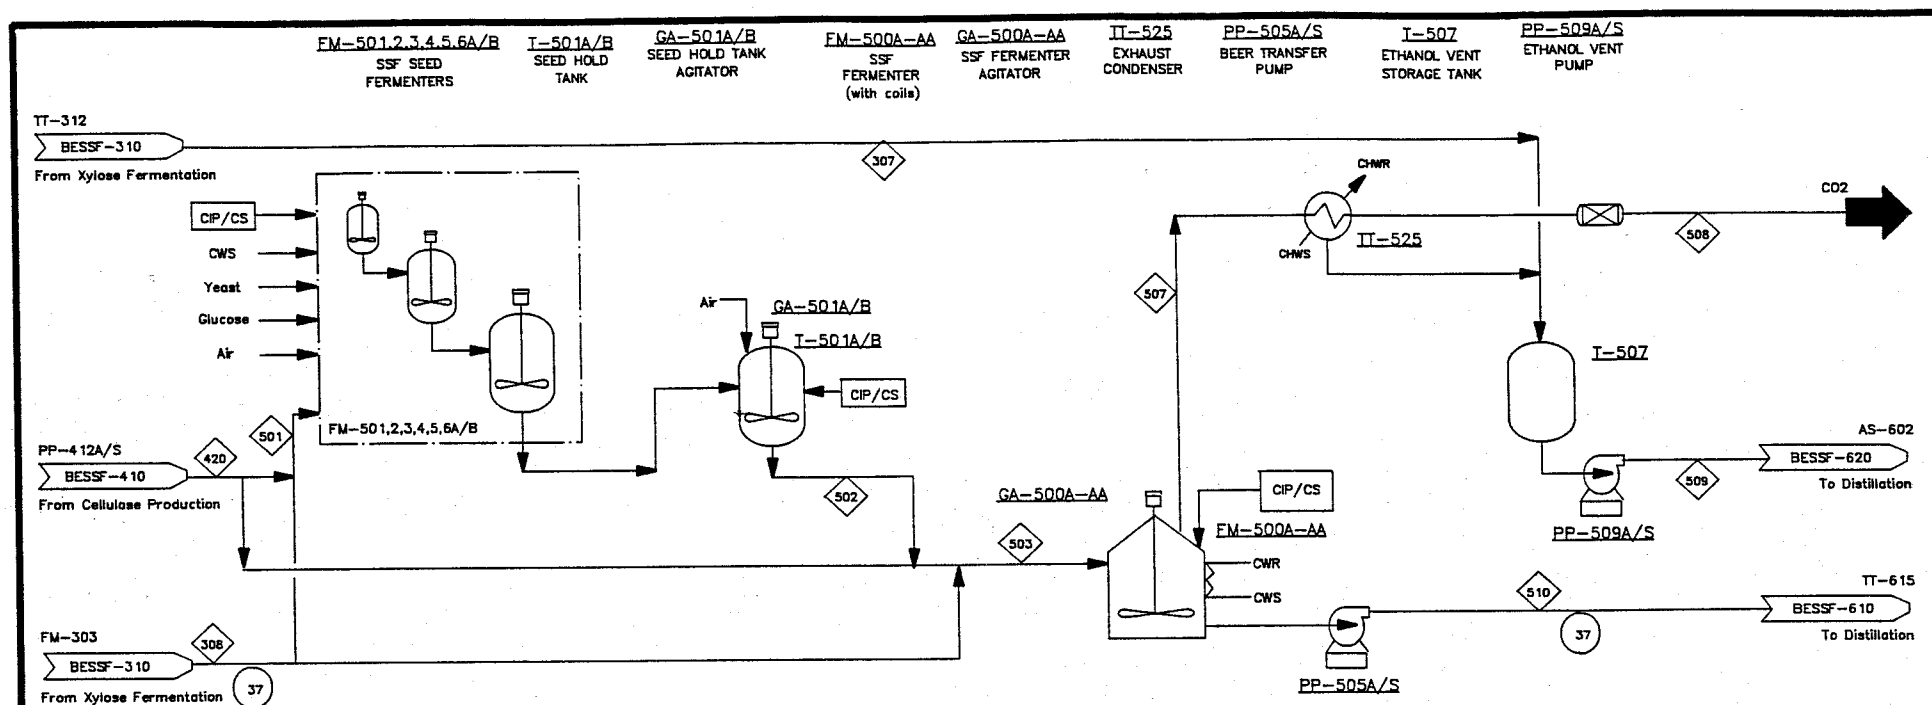 FM-501,2,3,4,5,6A/B
SSF SEED
FERMENTERS
T-501A/B
SEED HOLD
TANK
GA-501A/B
SEED HOLD TANK
AGITATOR
FM-500A-AA
SSF
FERMENTER
(with coils)
GA-500A-AA
SSF FERMENTER
AGITATOR
TT-525
EXHAUST
CONDENSER
PP-505A/S
BEER TRANSFER
PUMP
T-507
ETHANOL VENT
STORAGE TANK
PP-509A/S
ETHANOL VENT
PUMP
TT-312
BESSF-310
From Xylose Fermentation
307
CHWR
CO2
CIP/CS
508
TT-525
CHWS
CWS
Yeast
507
Glucose
Air
GA-501A/B
Air
T-501A/B
T-507
CIP/CS
FM-501,2,3,4,5,6A/B
501
PP-412A/S
420
BESSF-410
From Cellulose Production
AS-602
BESSF-620
To Distillation
509
502
GA-500A-AA
CIP/CS
FM-500A-AA
PP-509A/S
503
CWR
CWS
TT-615
510
BESSF-610
To Distillation
37
FM-303
308
BESSF-310
From Xylose Fermentation
37
PP-505A/S